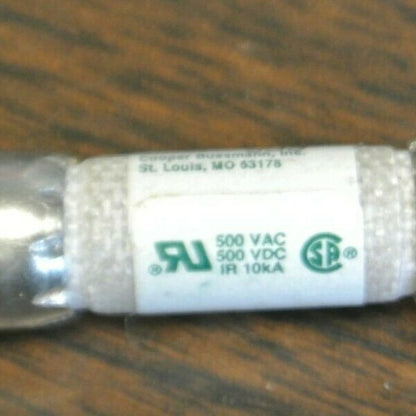 Cooper Bussmann, Inc.
St. Louis, MO 63178
500 VAC
500 VDC
IR 10kA